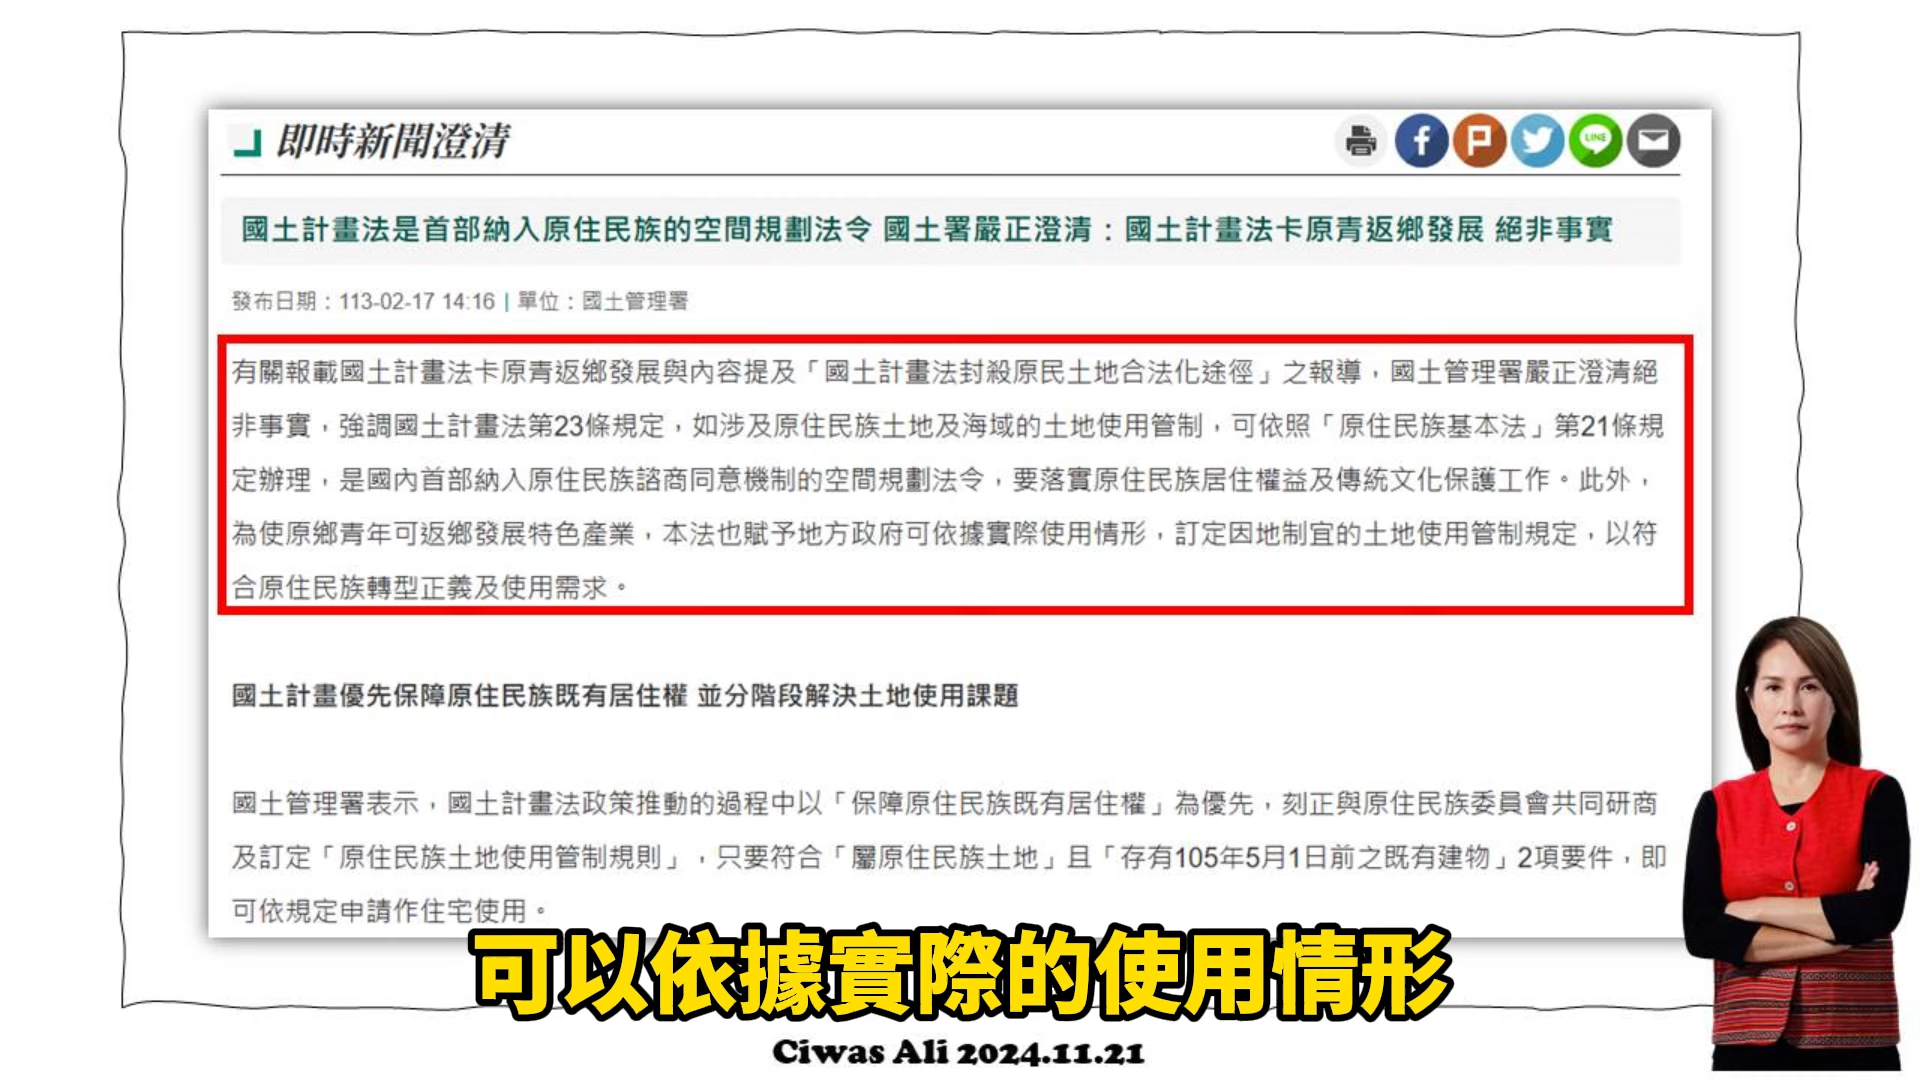 即時新聞澄清
LINE
國土計畫法是首部納入原住民族的空間規劃法令 國土署嚴正澄清：國土計畫法卡原青返鄉發展 絕非事實
發布日期：113-02-17 14:16 | 單位：國土管理署
有關報載國土計畫法卡原青返鄉發展與內容提及「國土計畫法封殺原民土地合法化途徑」之報導，國土管理署嚴正澄清絕
非事實，強調國土計畫法第23條規定，如涉及原住民族土地及海域的土地使用管制，可依照「原住民族基本法」第21條規
定辦理，是國內首部納入原住民族諮商同意機制的空間規劃法令，要落實原住民族居住權益及傳統文化保護工作。此外，
為使原鄉青年可返鄉發展特色產業，本法也賦予地方政府可依據實際使用情形，訂定因地制宜的土地使用管制規定，以符
合原住民族轉型正義及使用需求。
國土計畫優先保障原住民族既有居住權 並分階段解決土地使用課題
國土管理署表示，國土計畫法政策推動的過程中以「保障原住民族既有居住權」為優先，刻正與原住民族委員會共同研商
及訂定「原住民族土地使用管制規則」，只要符合「屬原住民族土地」且「存有105年5月1日前之既有建物」2項要件，即
可依規定申請作住宅使用。
可以依據實際的使用情形
Ciwas Ali 2024.11.21